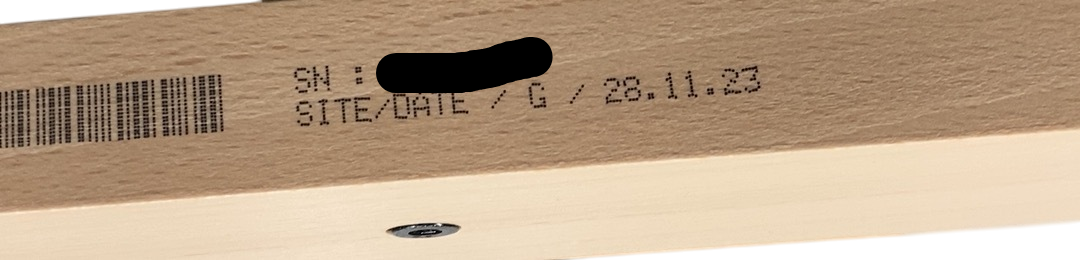 SN :
SITE/DATE / G / 28.11.23